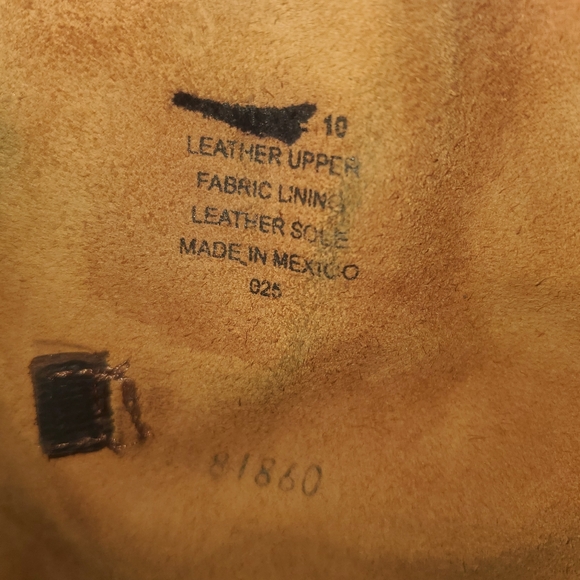 10
LEATHER UPPER
FABRIC LINING
LEATHER SOLE
MADE IN MEXICO
025
81860